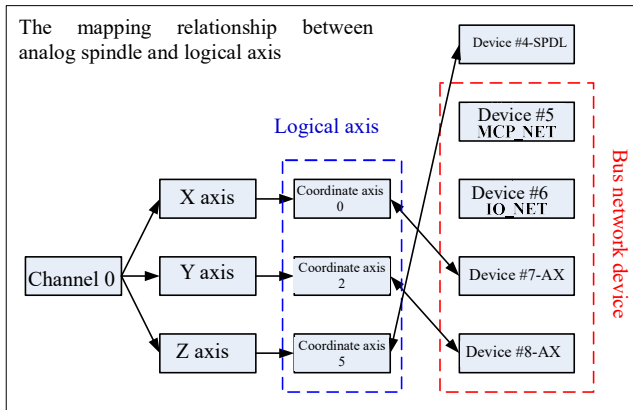 The mapping relationship between
analog spindle and logical axis
Device #4-SPDL
Device #5
MCP_NET
Logical axis
Device #6
IO_NET
Bus network device
X axis
Coordinate axis
0
Channel 0
Y axis
Coordinate axis
2
Device #7-AX
Z axis
Coordinate axis
5
Device #8-AX